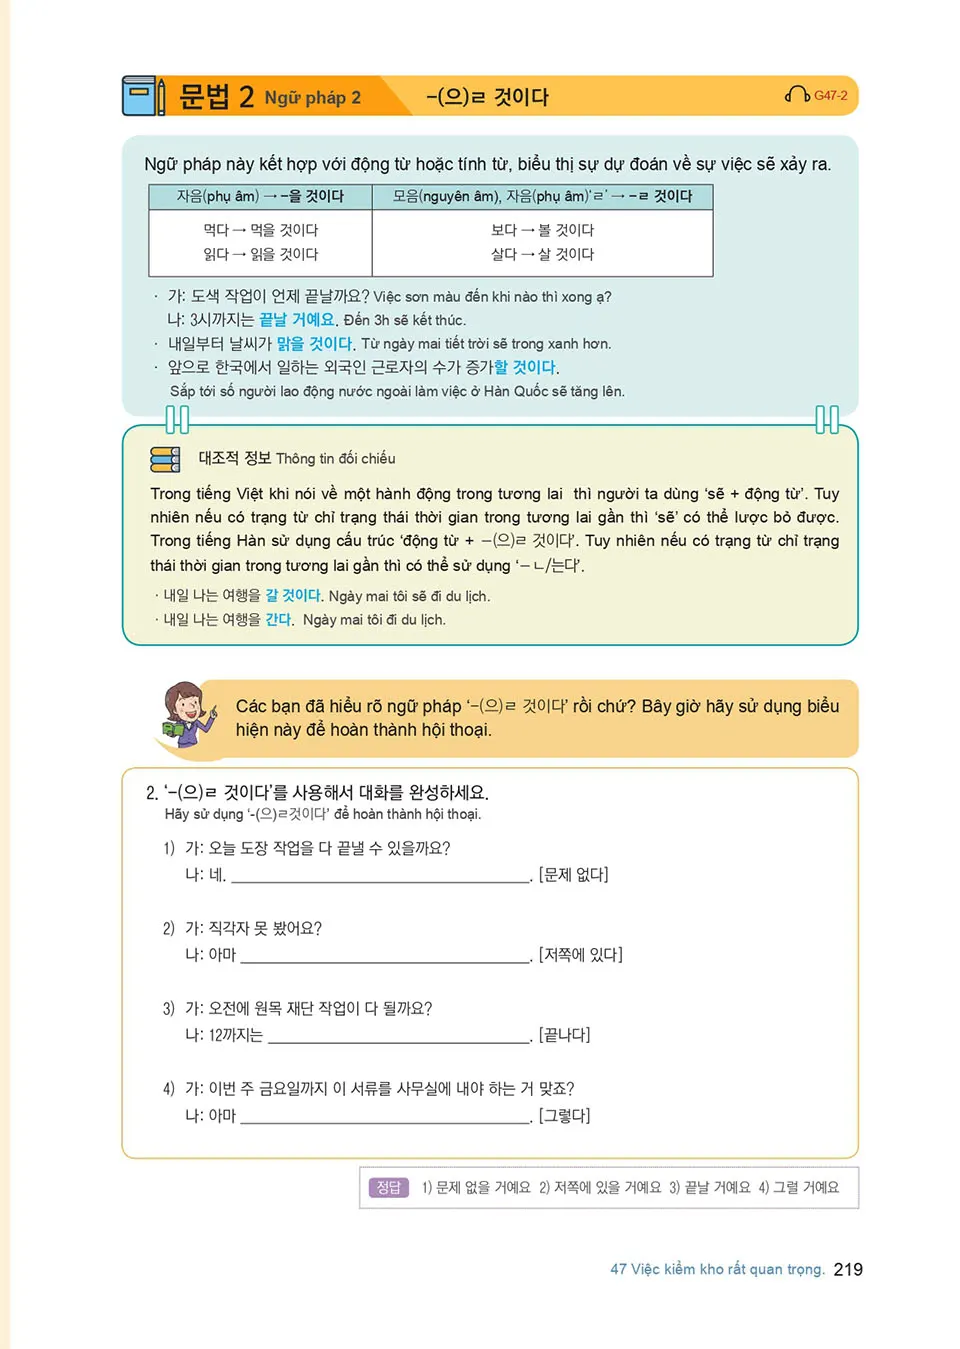 문법 2 Ngữ pháp 2 -(으)ㄹ 것이다 G47-2
Ngữ pháp này kết hợp với động từ hoặc tính từ, biểu thị sự dự đoán về sự việc sẽ xảy ra.
자음(phụ âm) → -을 것이다 모음(nguyên âm), 자음(phụ âm)'ㄹ' → -ㄹ 것이다
먹다 → 먹을 것이다 보다 → 볼 것이다
읽다 → 읽을 것이다 살다 → 살 것이다
· 가: 도색 작업이 언제 끝날까요? Việc sơn màu đến khi nào thì xong ạ?
나: 3시까지는 끝날 거예요. Đến 3h sẽ kết thúc.
· 내일부터 날씨가 맑을 것이다. Từ ngày mai tiết trời sẽ trong xanh hơn.
· 앞으로 한국에서 일하는 외국인 근로자의 수가 증가할 것이다.
Sắp tới số người lao động nước ngoài làm việc ở Hàn Quốc sẽ tăng lên.
대조적 정보 Thông tin đối chiếu
Trong tiếng Việt khi nói về một hành động trong tương lai thì người ta dùng 'sẽ + động từ'. Tuy
nhiên nếu có trạng từ chỉ trạng thái thời gian trong tương lai gần thì 'sẽ' có thể lược bỏ được.
Trong tiếng Hàn sử dụng cấu trúc 'động từ + -(으)ㄹ 것이다'. Tuy nhiên nếu có trạng từ chỉ trạng
thái thời gian trong tương lai gần thì có thể sử dụng '-ㄴ/는다'.
· 내일 나는 여행을 갈 것이다. Ngày mai tôi sẽ đi du lịch.
· 내일 나는 여행을 간다. Ngày mai tôi đi du lịch.
Các bạn đã hiểu rõ ngữ pháp '-(으)ㄹ 것이다' rồi chứ? Bây giờ hãy sử dụng biểu
hiện này để hoàn thành hội thoại.
2. '-(으)ㄹ 것이다'를 사용해서 대화를 완성하세요.
Hãy sử dụng '-(으)ㄹ것이다' để hoàn thành hội thoại.
1) 가: 오늘 도장 작업을 다 끝낼 수 있을까요?
나: 네. ______________________________. [문제 없다]
2) 가: 직각자 못 봤어요?
나: 아마 _____________________________. [저쪽에 있다]
3) 가: 오전에 원목 재단 작업이 다 될까요?
나: 12까지는 __________________________. [끝나다]
4) 가: 이번 주 금요일까지 이 서류를 사무실에 내야 하는 거 맞죠?
나: 아마 _____________________________. [그렇다]
정답 1) 문제 없을 거예요 2) 저쪽에 있을 거예요 3) 끝날 거예요 4) 그럴 거예요
47 Việc kiểm kho rất quan trọng. 219